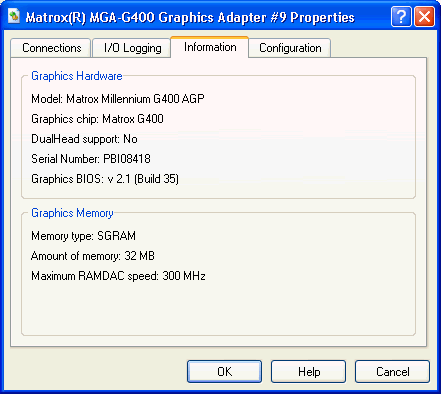 Matrox(R) MGA-G400 Graphics Adapter #9 Properties
Connections I/O Logging Information Configuration
Graphics Hardware
Model: Matrox Millennium G400 AGP
Graphics chip: Matrox G400
DualHead support: No
Serial Number: PBI08418
Graphics BIOS: v 2.1 (Build 35)
Graphics Memory
Memory type: SGRAM
Amount of memory: 32 MB
Maximum RAMDAC speed: 300 MHz
OK Help Cancel